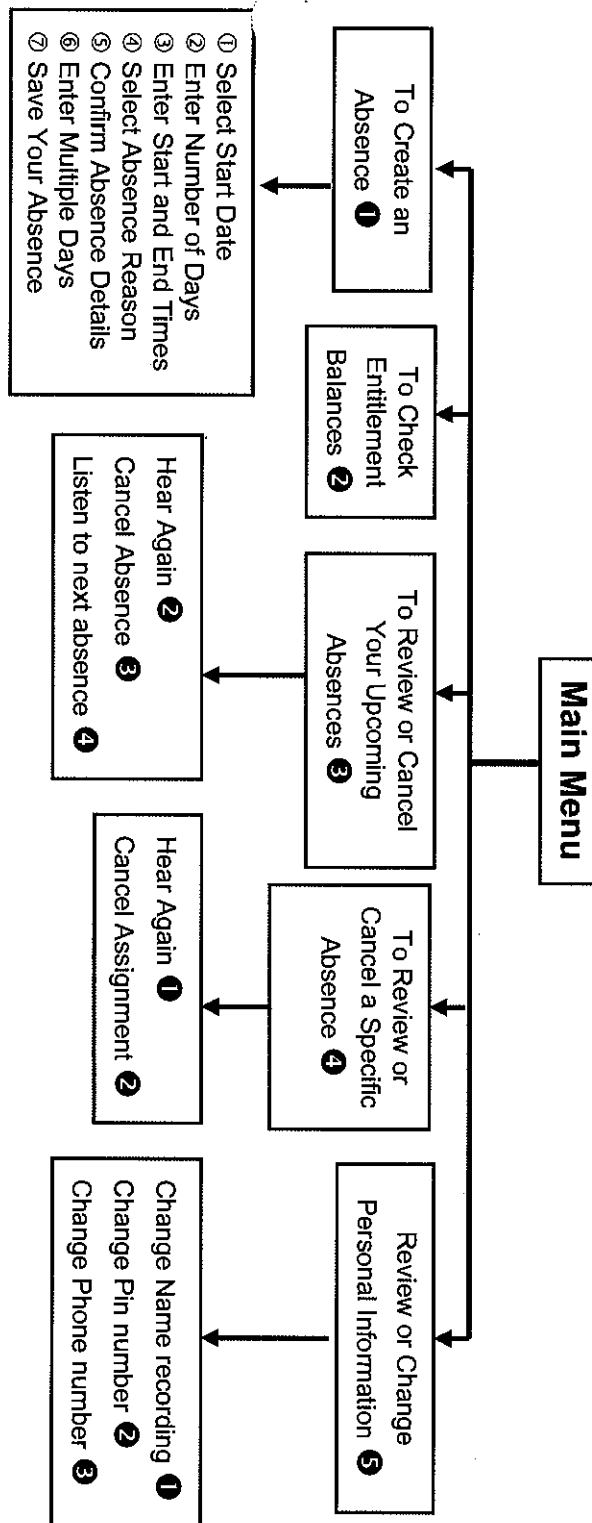 Main Menu
To Create an
Absence ❶
To Check
Entitlement
Balances ❷
To Review or Cancel
Your Upcoming
Absences ❸
To Review or
Cancel a Specific
Absence ❹
Review or Change
Personal Information ❺
① Select Start Date
② Enter Number of Days
③ Enter Start and End Times
④ Select Absence Reason
⑤ Confirm Absence Details
⑥ Enter Multiple Days
⑦ Save Your Absence
Hear Again ❷
Cancel Absence ❸
Listen to next absence ❹
Hear Again ❶
Cancel Assignment ❷
Change Name recording ❶
Change Pin number ❷
Change Phone number ❸